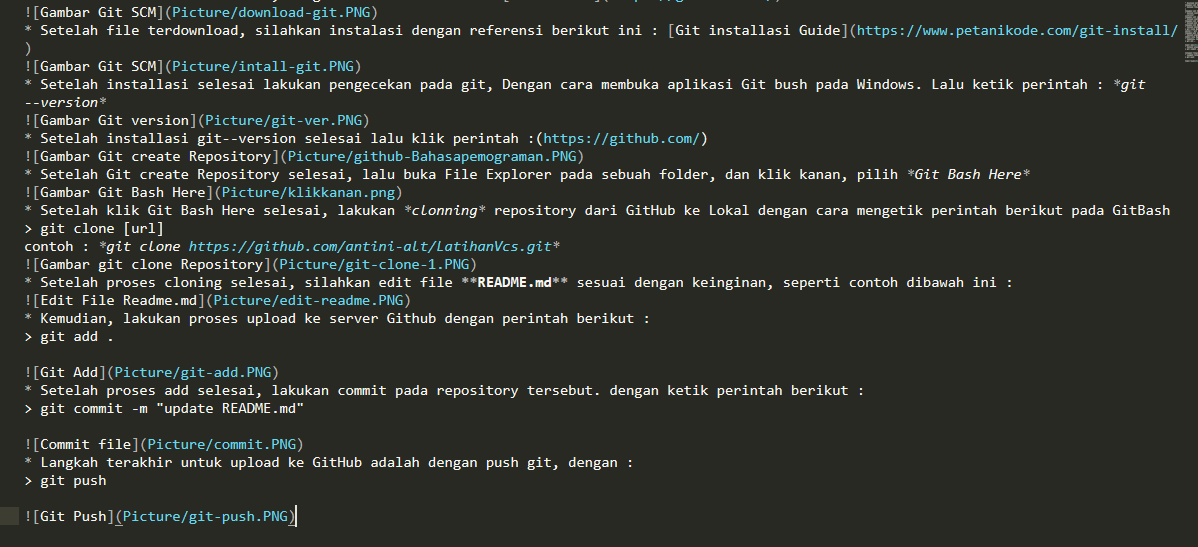 ![Gambar Git SCM](Picture/download-git.PNG)
* Setelah file terdownload, silahkan instalasi dengan referensi berikut ini : [Git installasi Guide](https://www.petanikode.com/git-install/
)
![Gambar Git SCM](Picture/intall-git.PNG)
* Setelah installasi selesai lakukan pengecekan pada git, Dengan cara membuka aplikasi Git bush pada Windows. Lalu ketik perintah : *git
--version*
![Gambar Git version](Picture/git-ver.PNG)
* Setelah installasi git--version selesai lalu klik perintah :(https://github.com/)
![Gambar Git create Repository](Picture/github-Bahasapemograman.PNG)
* Setelah Git create Repository selesai, lalu buka File Explorer pada sebuah folder, dan klik kanan, pilih *Git Bash Here*
![Gambar Git Bash Here](Picture/klikkanan.png)
* Setelah klik Git Bash Here selesai, lakukan *clonning* repository dari GitHub ke Lokal dengan cara mengetik perintah berikut pada GitBash
> git clone [url]
contoh : *git clone https://github.com/antini-alt/LatihanVcs.git*
![Gambar git clone Repository](Picture/git-clone-1.PNG)
* Setelah proses cloning selesai, silahkan edit file **README.md** sesuai dengan keinginan, seperti contoh dibawah ini :
![Edit File Readme.md](Picture/edit-readme.PNG)
* Kemudian, lakukan proses upload ke server Github dengan perintah berikut :
> git add .
![Git Add](Picture/git-add.PNG)
* Setelah proses add selesai, lakukan commit pada repository tersebut. dengan ketik perintah berikut :
> git commit -m "update README.md"
![Commit file](Picture/commit.PNG)
* Langkah terakhir untuk upload ke GitHub adalah dengan push git, dengan :
> git push
![Git Push](Picture/git-push.PNG)